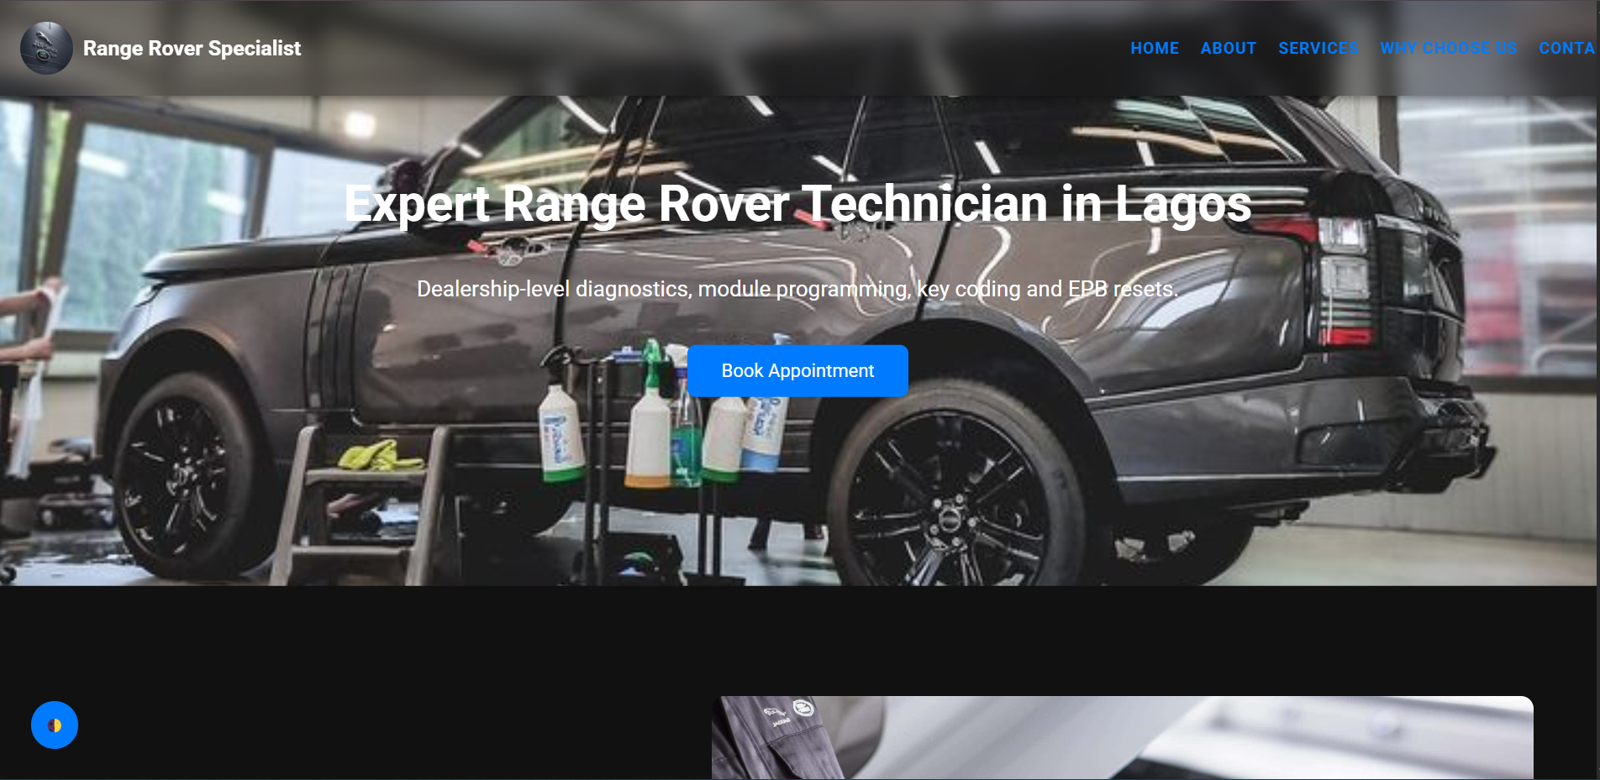 Range Rover Specialist
HOME ABOUT SERVICES WHY CHOOSE US CONTA
Expert Range Rover Technician in Lagos
Dealership-level diagnostics, module programming, key coding and EPB resets.
Book Appointment
JAGUAR